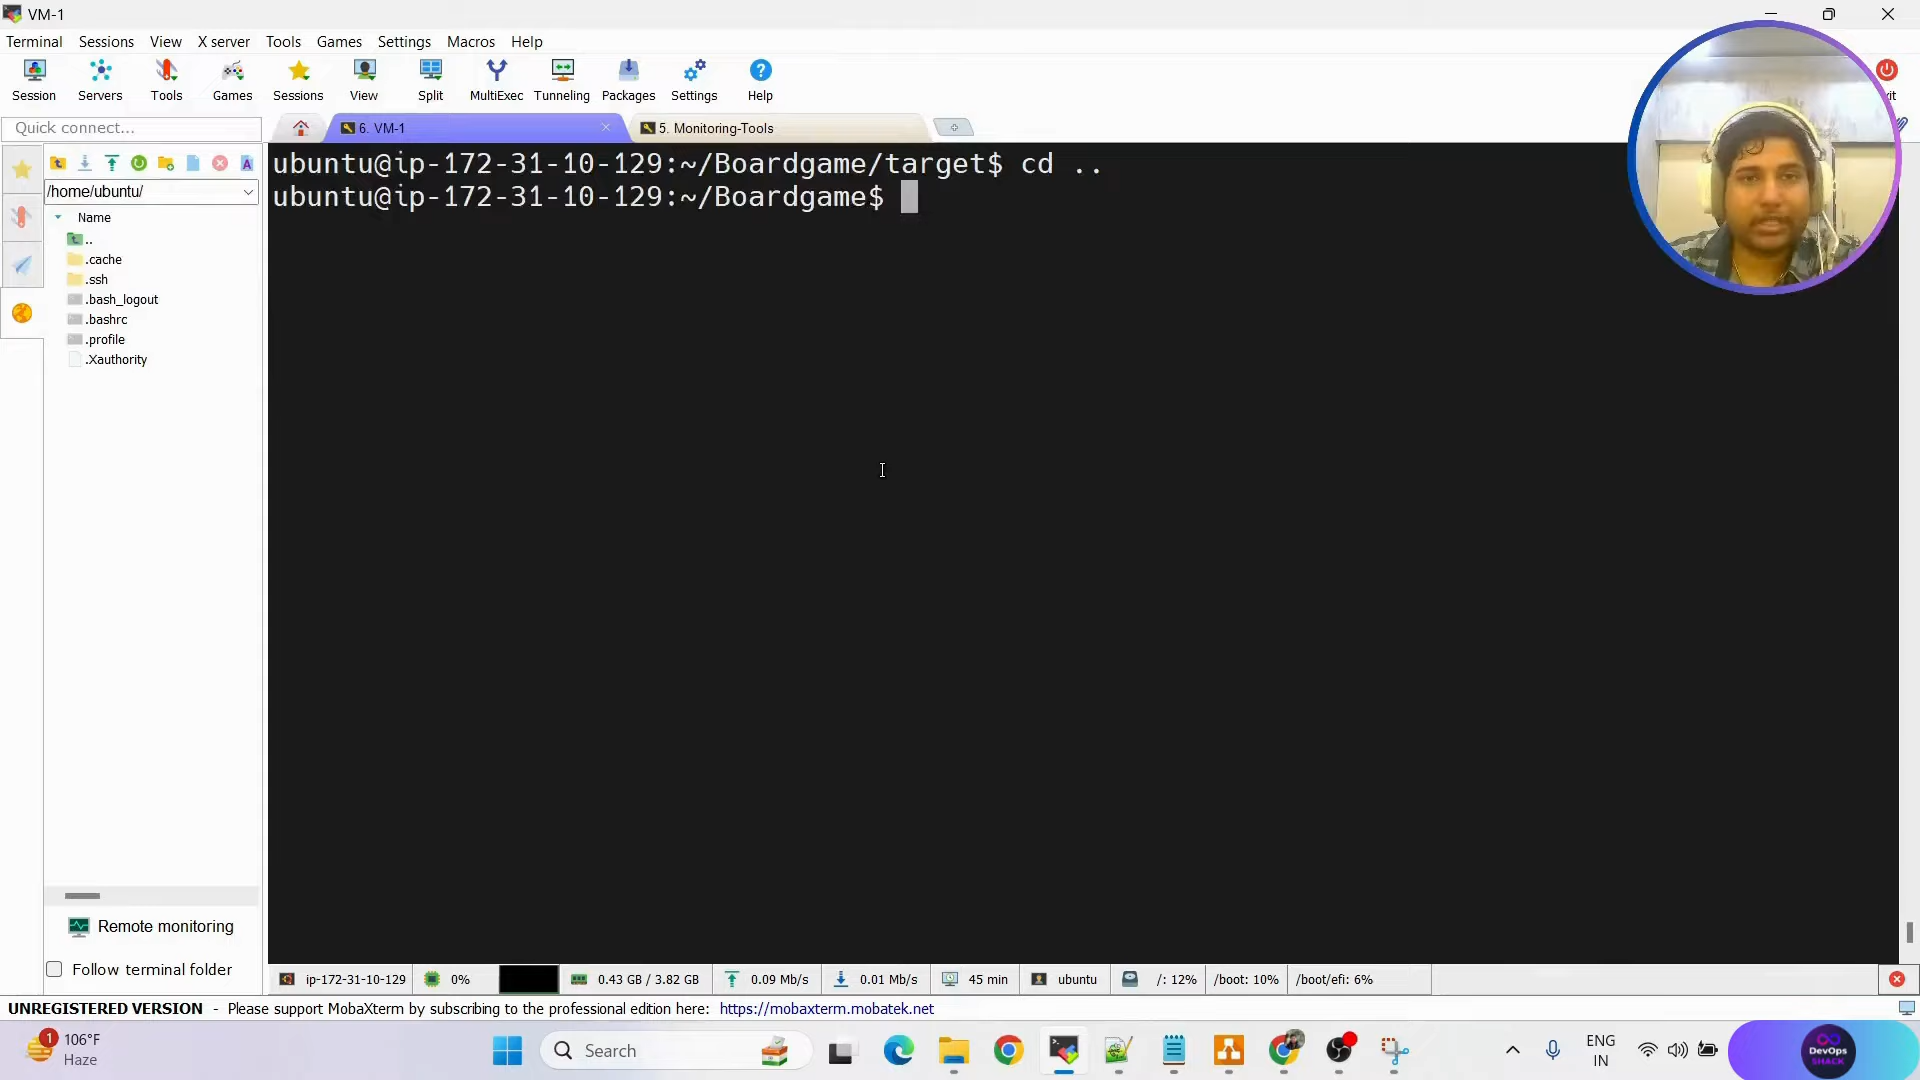 VM-1
Terminal Sessions View X server Tools Games Settings Macros Help
Session Servers Tools Games Sessions View Split MultiExec Tunneling Packages Settings Help
Quick connect... 6. VM-1 5. Monitoring-Tools
/home/ubuntu/
Name
..
.cache
.ssh
.bash_logout
.bashrc
.profile
.Xauthority
ubuntu@ip-172-31-10-129:~/Boardgame/target$ cd ..
ubuntu@ip-172-31-10-129:~/Boardgame$
Remote monitoring
Follow terminal folder
ip-172-31-10-129 0% 0.43 GB / 3.82 GB 0.09 Mb/s 0.01 Mb/s 45 min ubuntu /: 12% /boot: 10% /boot/efi: 6%
UNREGISTERED VERSION - Please support MobaXterm by subscribing to the professional edition here: https://mobaxterm.mobatek.net
1
106°F
Haze
Search
ENG
IN
DevOps
SHACK